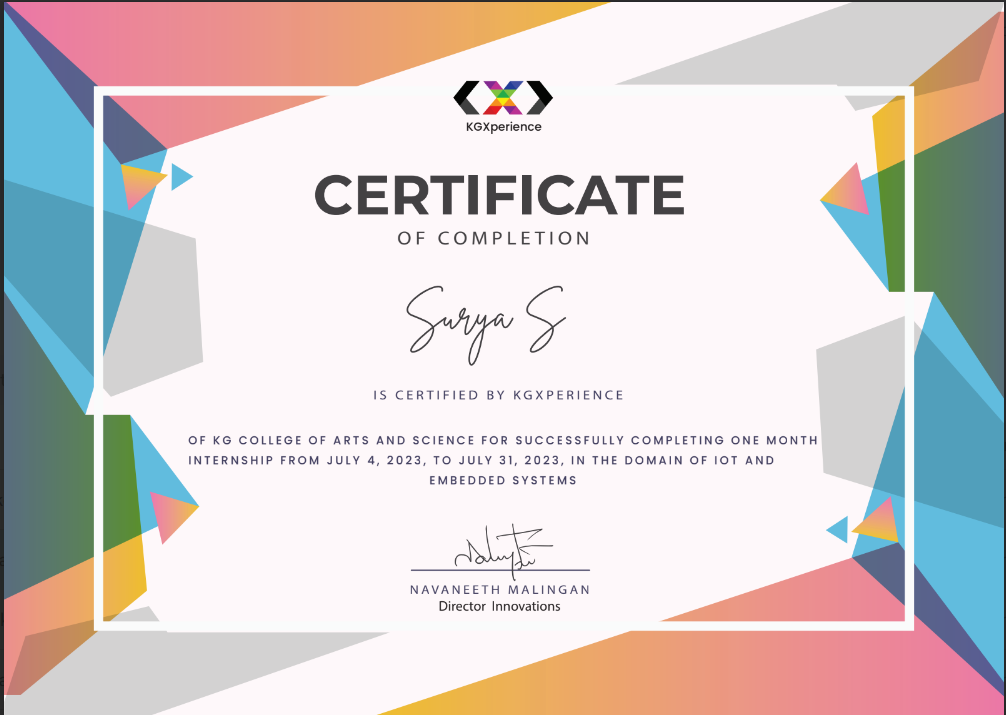 KGXperience
CERTIFICATE
OF COMPLETION
Surya S
IS CERTIFIED BY KGXPERIENCE
OF KG COLLEGE OF ARTS AND SCIENCE FOR SUCCESSFULLY COMPLETING ONE MONTH
INTERNSHIP FROM JULY 4, 2023, TO JULY 31, 2023, IN THE DOMAIN OF IOT AND
EMBEDDED SYSTEMS
NAVANEETH MALINGAN
Director Innovations